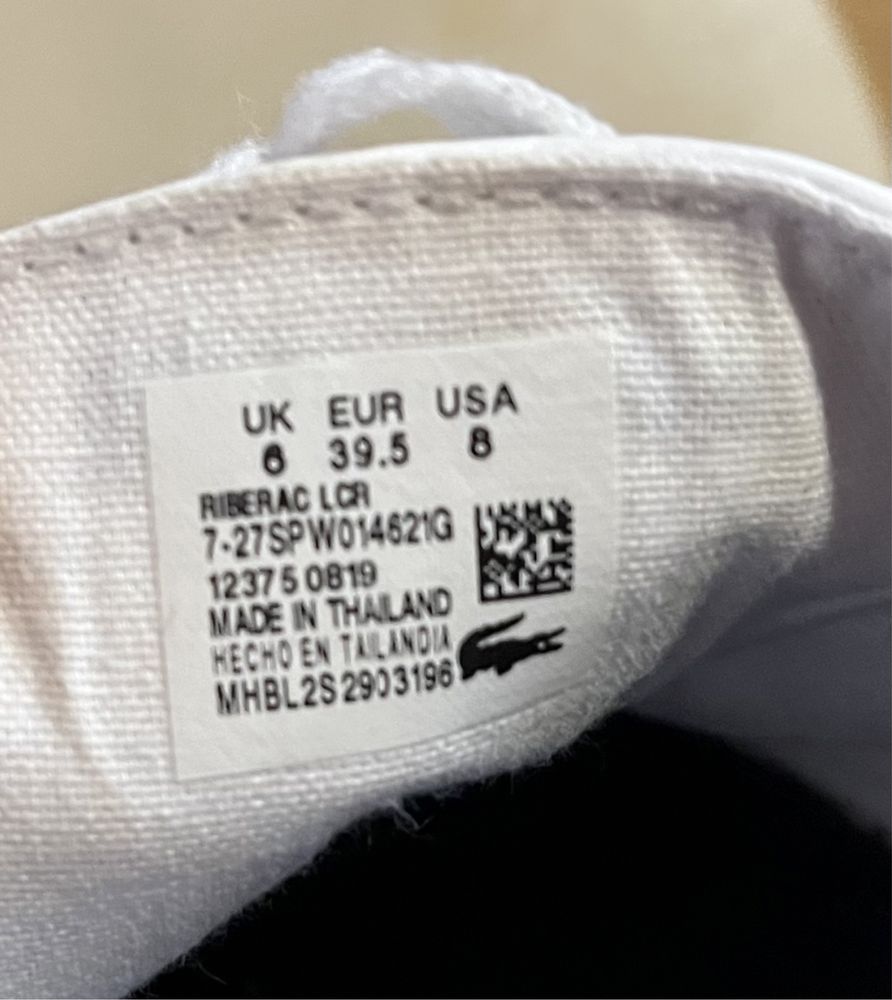 UK EUR USA
6 39.5 8
RIBERAC LCR
7-27SPW014621G
12375 0819
MADE IN THAILAND
HECHO EN TAILANDIA
MHBL2S2903196